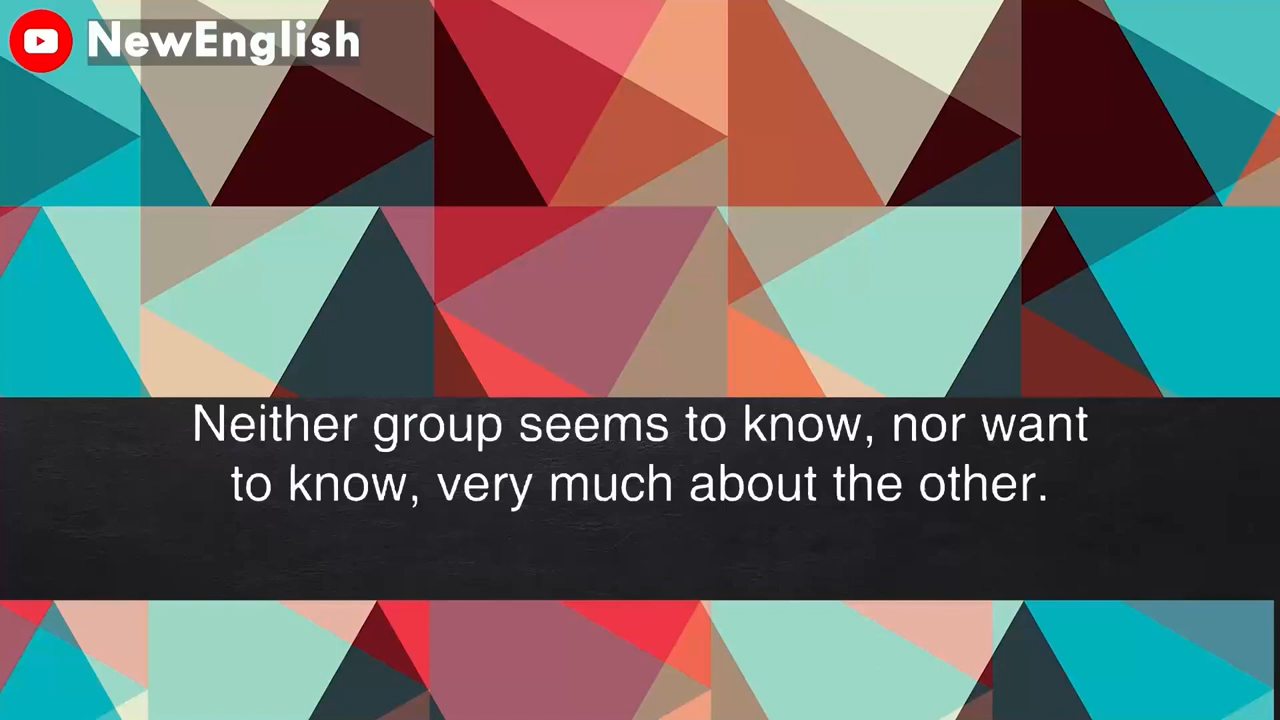 NewEnglish
Neither group seems to know, nor want
to know, very much about the other.